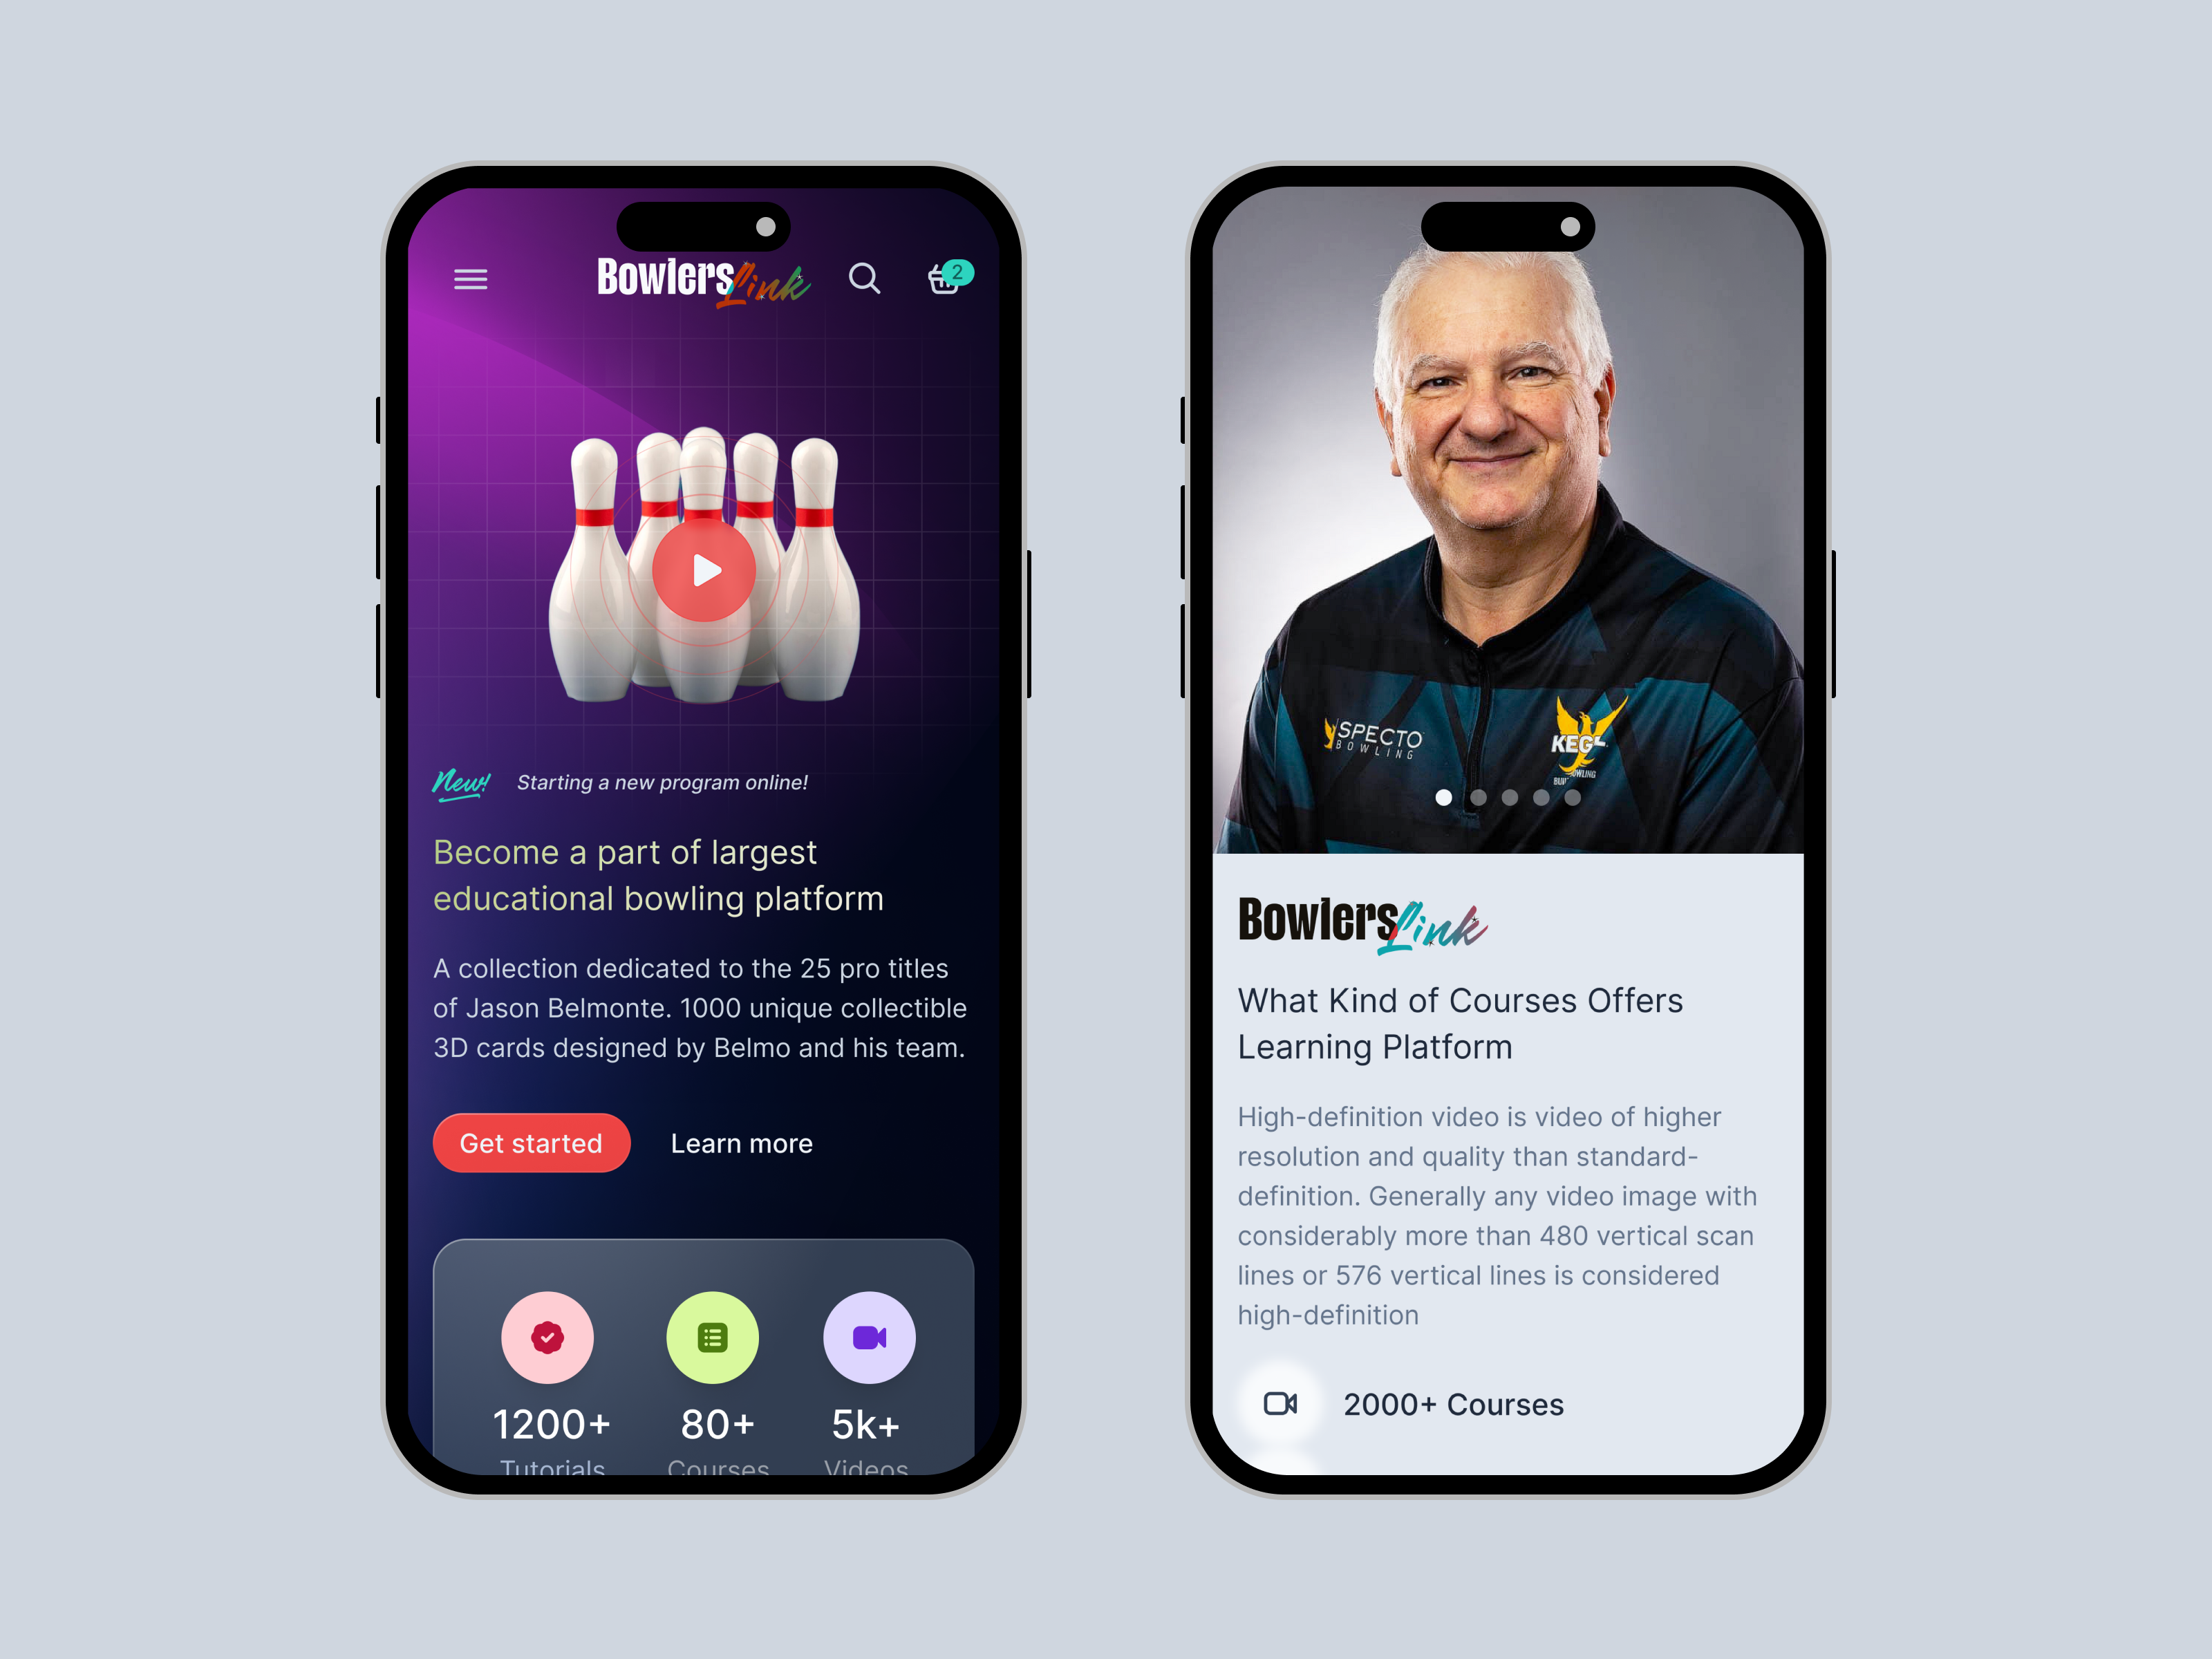 Bowlers Link
2
New!
Starting a new program online!
Become a part of largest
educational bowling platform
A collection dedicated to the 25 pro titles
of Jason Belmonte. 1000 unique collectible
3D cards designed by Belmo and his team.
Get started
Learn more
1200+
80+
5k+
Tutorials
Courses
Videos
SPECTO
BOWLING
KEGEL
Bowlers Link
What Kind of Courses Offers
Learning Platform
High-definition video is video of higher
resolution and quality than standard-
definition. Generally any video image with
considerably more than 480 vertical scan
lines or 576 vertical lines is considered
high-definition
2000+ Courses